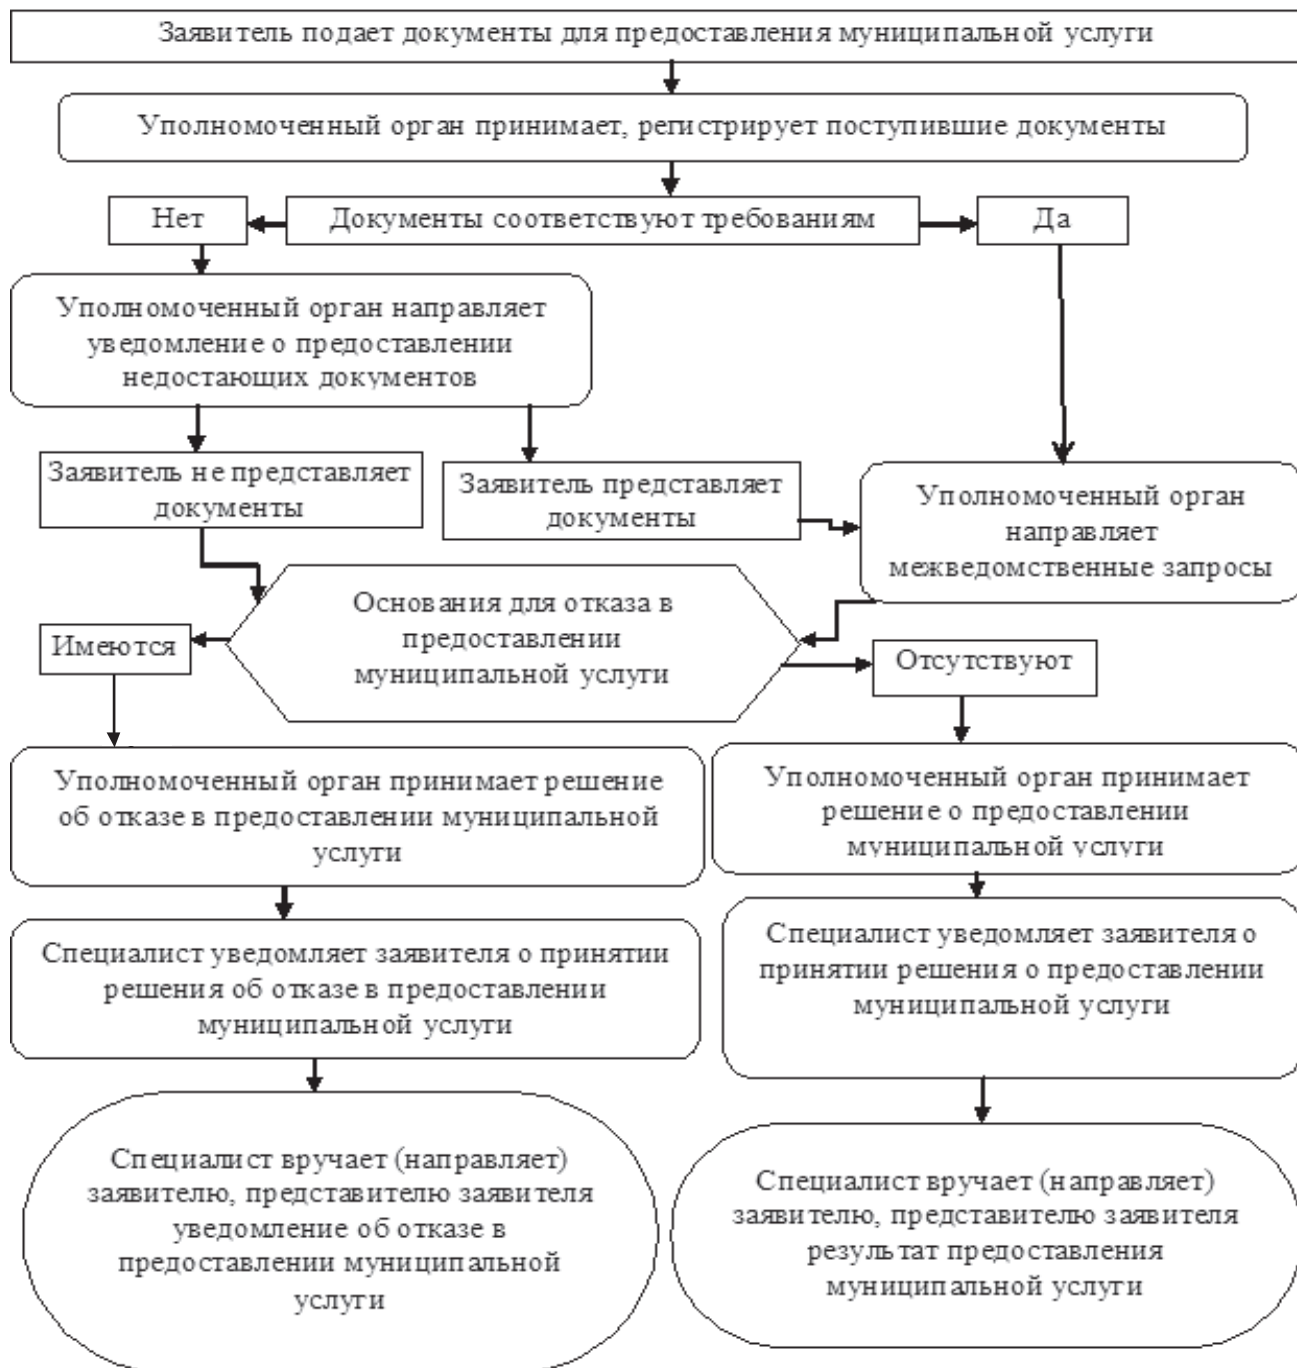 Заявитель подает документы для предоставления муниципальной услуги
Уполномоченный орган принимает, регистрирует поступившие документы
Нет
Документы соответствуют требованиям
Да
Уполномоченный орган направляет
уведомление о предоставлении
недостающих документов
Заявитель не представляет
документы
Заявитель представляет
документы
Уполномоченный орган
направляет
межведомственные запросы
Основания для отказа в
предоставлении
муниципальной услуги
Имеются
Отсутствуют
Уполномоченный орган принимает решение
об отказе в предоставлении муниципальной
услуги
Уполномоченный орган принимает
решение о предоставлении
муниципальной услуги
Специалист уведомляет заявителя о принятии
решения об отказе в предоставлении
муниципальной услуги
Специалист уведомляет заявителя о
принятии решения о предоставлении
муниципальной услуги
Специалист вручает (направляет)
заявителю, представителю заявителя
уведомление об отказе в
предоставлении муниципальной
услуги
Специалист вручает (направляет)
заявителю, представителю заявителя
результат предоставления
муниципальной услуги